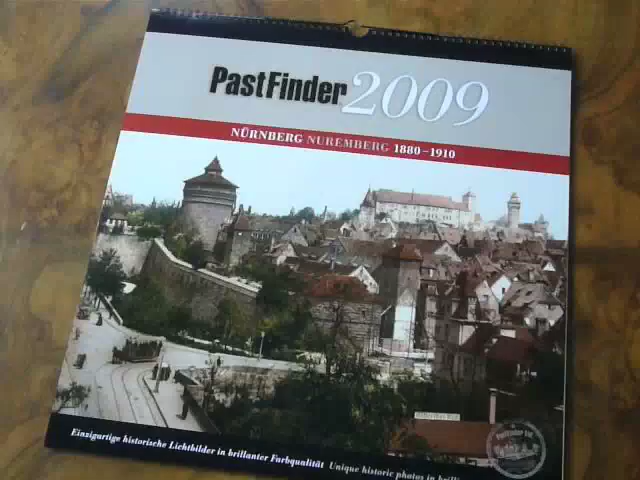 PastFinder 2009
NÜRNBERG NUREMBERG 1880–1910
Einzigartige historische Lichtbilder in brillanter Farbqualität Unique historic photos in